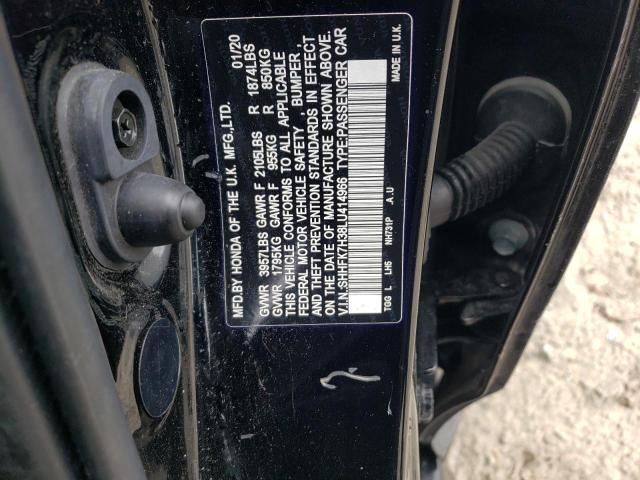 MFD.BY HONDA OF THE U.K. MFG.,LTD. 01/20
GVWR 3957LBS GAWR F 2105LBS R 1874LBS
GVWR 1795KG GAWR F 955KG R 850KG
THIS VEHICLE CONFORMS TO ALL APPLICABLE
FEDERAL MOTOR VEHICLE SAFETY , BUMPER ,
AND THEFT PREVENTION STANDARDS IN EFFECT
ON THE DATE OF MANUFACTURE SHOWN ABOVE.
V.I.N.SHHFK7H38LU414966 TYPE:PASSENGER CAR
TGG L LH5 NH731P .A.U MADE IN U.K.